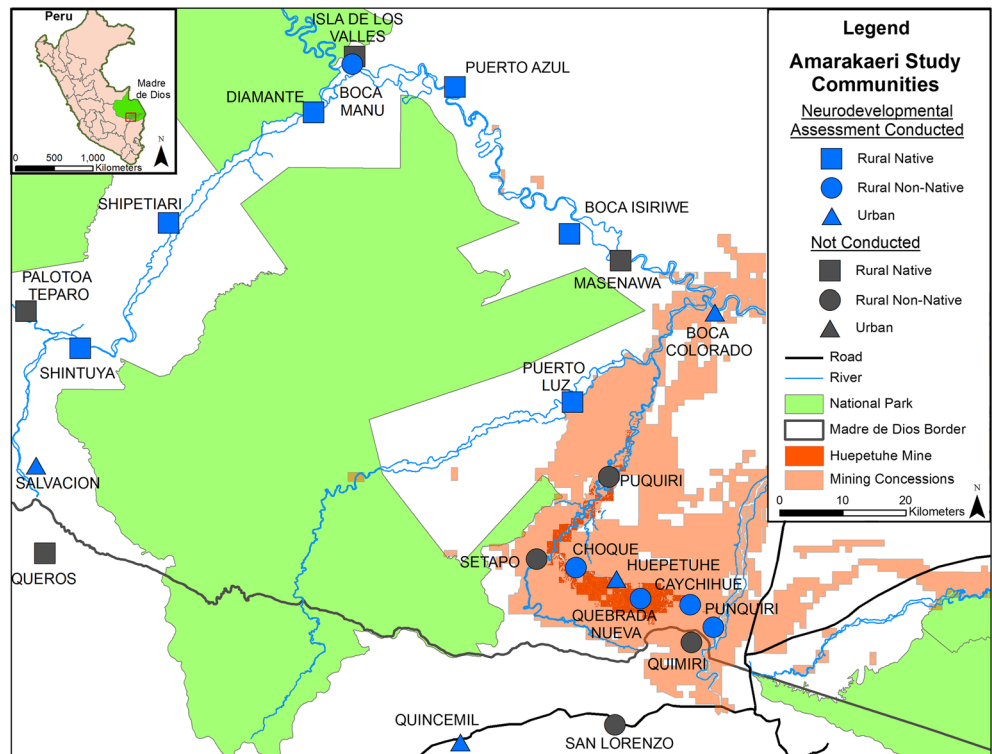 Peru
Madre
de Dios
N
0 500 1,000
Kilometers
ISLA DE LOS
VALLES
PUERTO AZUL
DIAMANTE
BOCA
MANU
SHIPETIARI
BOCA ISIRIWE
PALOTOA
TEPARO
MASENAWA
SHINTUYA
BOCA
COLORADO
PUERTO
LUZ
SALVACION
PUQUIRI
QUEROS
SETAPO
CHOQUE
HUEPETUHE
CAYCHIHUE
QUEBRADA
NUEVA
PUNQUIRI
QUIMIRI
QUINCEMIL
SAN LORENZO
Legend
Amarakaeri Study
Communities
Neurodevelopmental
Assessment Conducted
Rural Native
Rural Non-Native
Urban
Not Conducted
Rural Native
Rural Non-Native
Urban
Road
River
National Park
Madre de Dios Border
Huepetuhe Mine
Mining Concessions
0 10 20
Kilometers
N